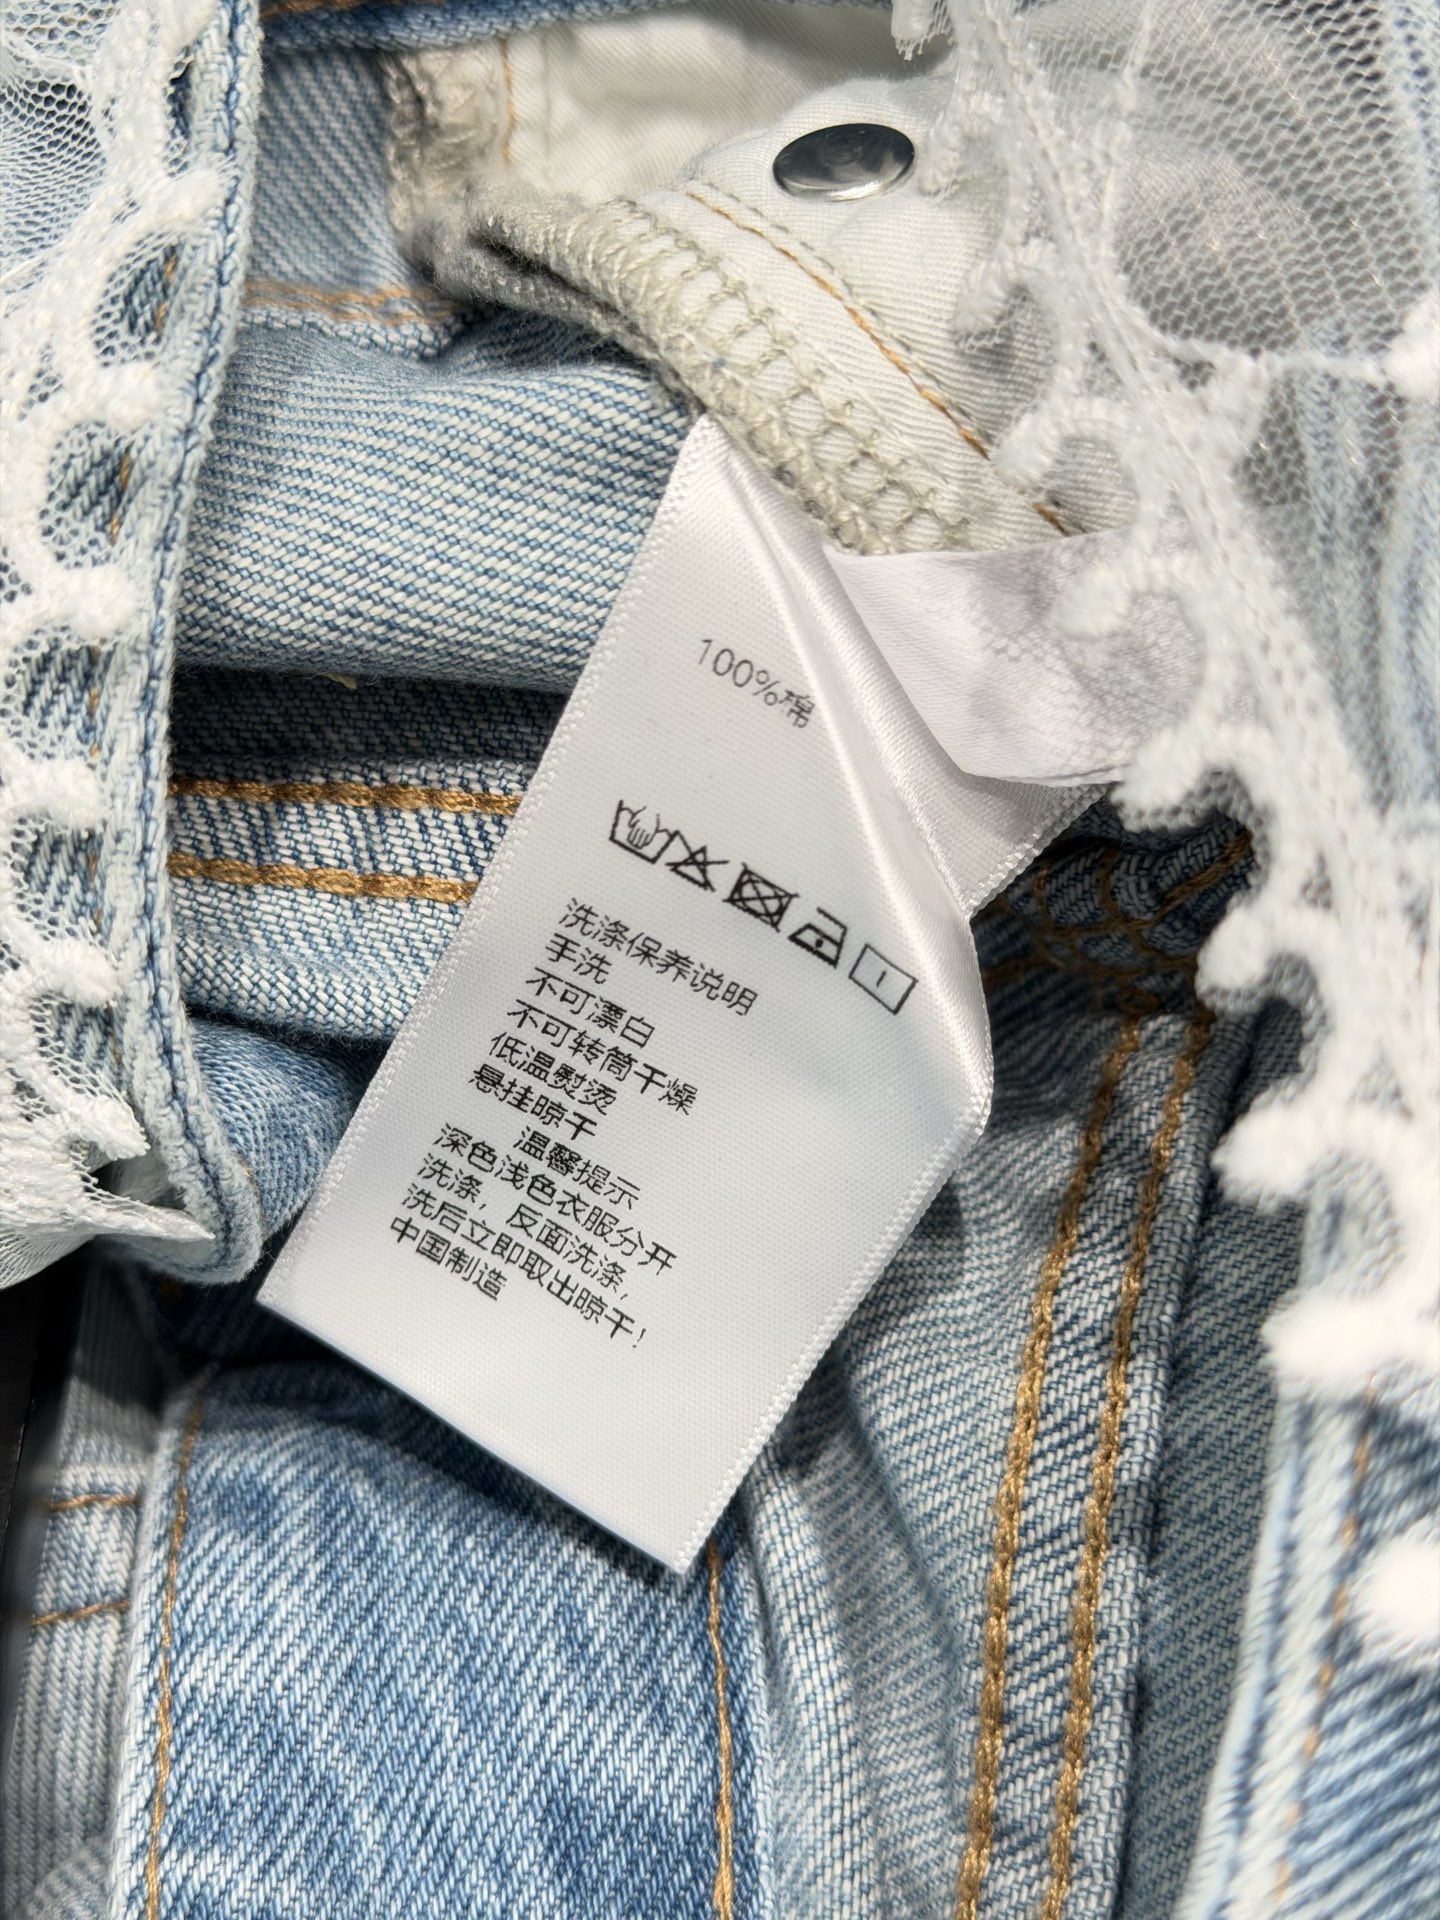 100%棉
洗涤保养说明
手洗
不可漂白
不可转筒干燥
低温熨烫
悬挂晾干
温馨提示
深色浅色衣服分开
洗涤，反面洗涤，
洗后立即取出晾干！
中国制造